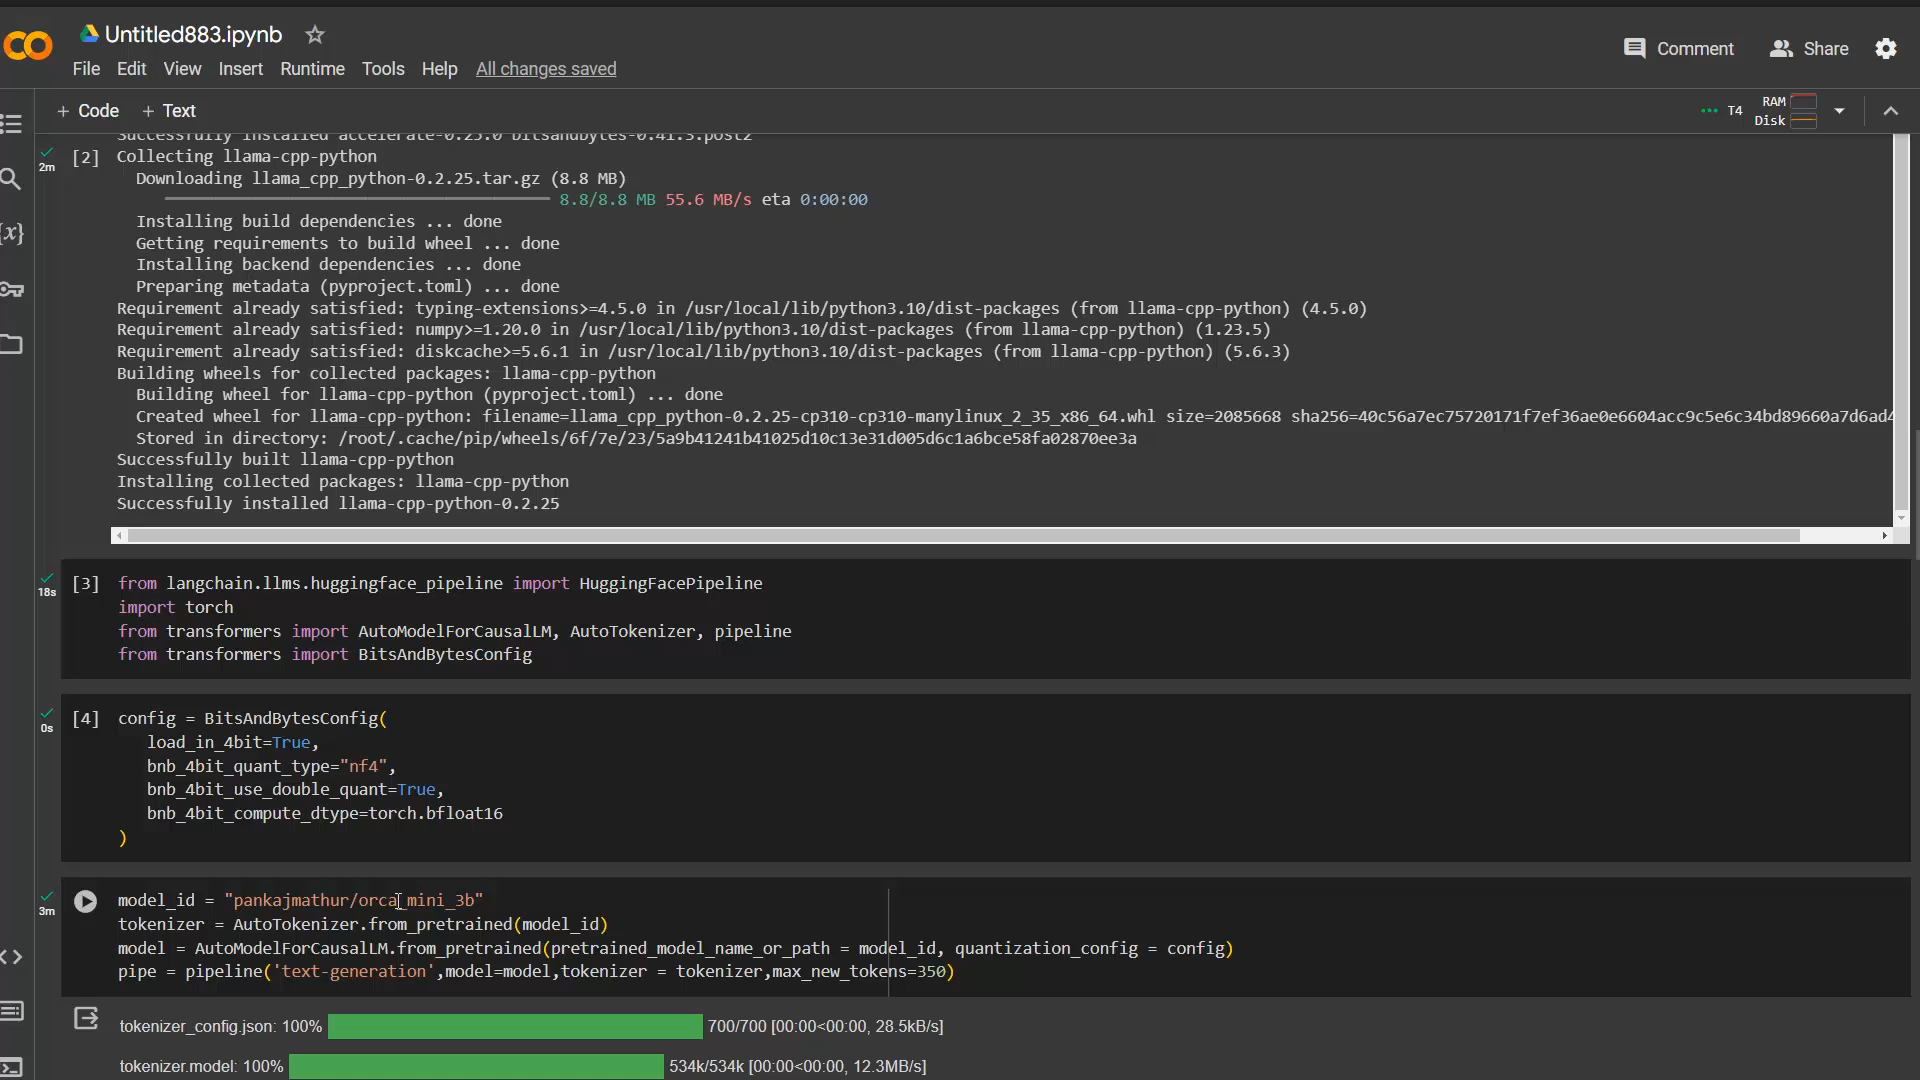 Untitled883.ipynb
File Edit View Insert Runtime Tools Help All changes saved
Comment Share
+ Code + Text
T4 RAM Disk
Successfully installed accelerate-0.25.0 bitsandbytes-0.41.3.post2
2m [2] Collecting llama-cpp-python
Downloading llama_cpp_python-0.2.25.tar.gz (8.8 MB)
8.8/8.8 MB 55.6 MB/s eta 0:00:00
Installing build dependencies ... done
Getting requirements to build wheel ... done
Installing backend dependencies ... done
Preparing metadata (pyproject.toml) ... done
Requirement already satisfied: typing-extensions>=4.5.0 in /usr/local/lib/python3.10/dist-packages (from llama-cpp-python) (4.5.0)
Requirement already satisfied: numpy>=1.20.0 in /usr/local/lib/python3.10/dist-packages (from llama-cpp-python) (1.23.5)
Requirement already satisfied: diskcache>=5.6.1 in /usr/local/lib/python3.10/dist-packages (from llama-cpp-python) (5.6.3)
Building wheels for collected packages: llama-cpp-python
Building wheel for llama-cpp-python (pyproject.toml) ... done
Created wheel for llama-cpp-python: filename=llama_cpp_python-0.2.25-cp310-cp310-manylinux_2_35_x86_64.whl size=2085668 sha256=40c56a7ec75720171f7ef36ae0e6604acc9c5e6c34bd89660a7d6ad4
Stored in directory: /root/.cache/pip/wheels/6f/7e/23/5a9b41241b41025d10c13e31d005d6c1a6bce58fa02870ee3a
Successfully built llama-cpp-python
Installing collected packages: llama-cpp-python
Successfully installed llama-cpp-python-0.2.25
18s [3] from langchain.llms.huggingface_pipeline import HuggingFacePipeline
import torch
from transformers import AutoModelForCausalLM, AutoTokenizer, pipeline
from transformers import BitsAndBytesConfig
0s [4] config = BitsAndBytesConfig(
load_in_4bit=True,
bnb_4bit_quant_type="nf4",
bnb_4bit_use_double_quant=True,
bnb_4bit_compute_dtype=torch.bfloat16
)
3m model_id = "pankajmathur/orca_mini_3b"
tokenizer = AutoTokenizer.from_pretrained(model_id)
model = AutoModelForCausalLM.from_pretrained(pretrained_model_name_or_path = model_id, quantization_config = config)
pipe = pipeline('text-generation',model=model,tokenizer = tokenizer,max_new_tokens=350)
tokenizer_config.json: 100% 700/700 [00:00<00:00, 28.5kB/s]
tokenizer.model: 100% 534k/534k [00:00<00:00, 12.3MB/s]